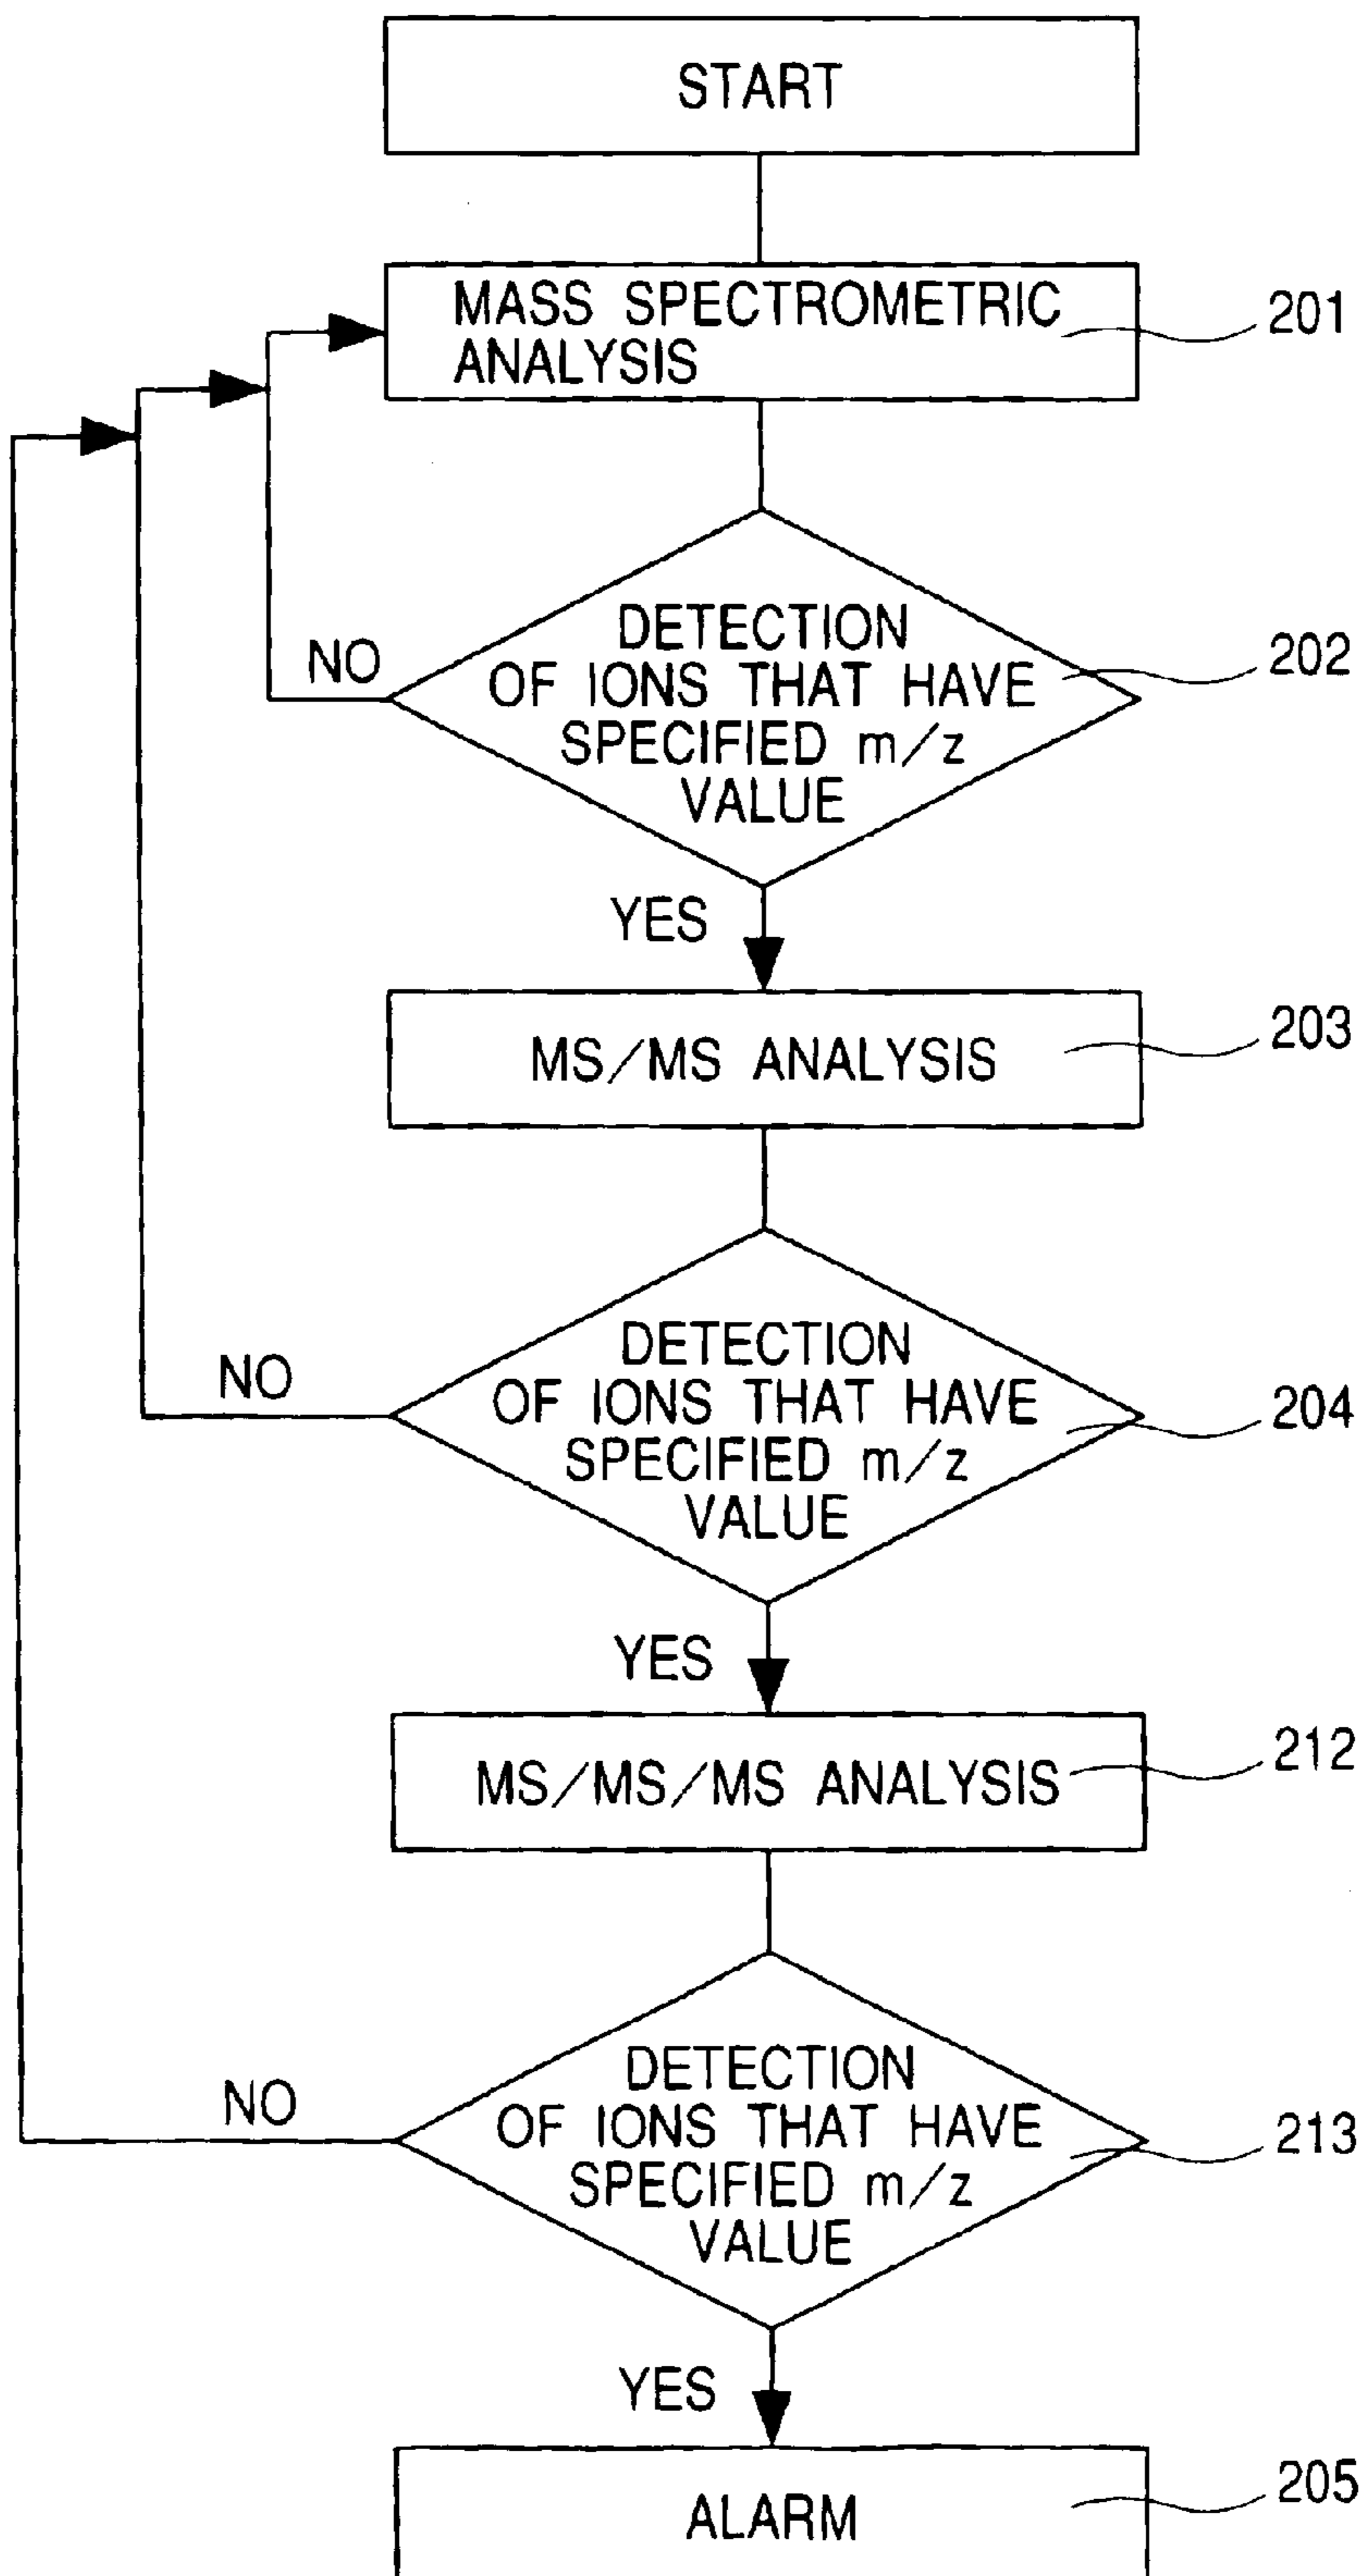 START
MASS SPECTROMETRIC
ANALYSIS
201
DETECTION
OF IONS THAT HAVE
SPECIFIED m/z
VALUE
202
NO
YES
MS/MS ANALYSIS
203
DETECTION
OF IONS THAT HAVE
SPECIFIED m/z
VALUE
204
NO
YES
MS/MS/MS ANALYSIS
212
DETECTION
OF IONS THAT HAVE
SPECIFIED m/z
VALUE
213
NO
YES
ALARM
205